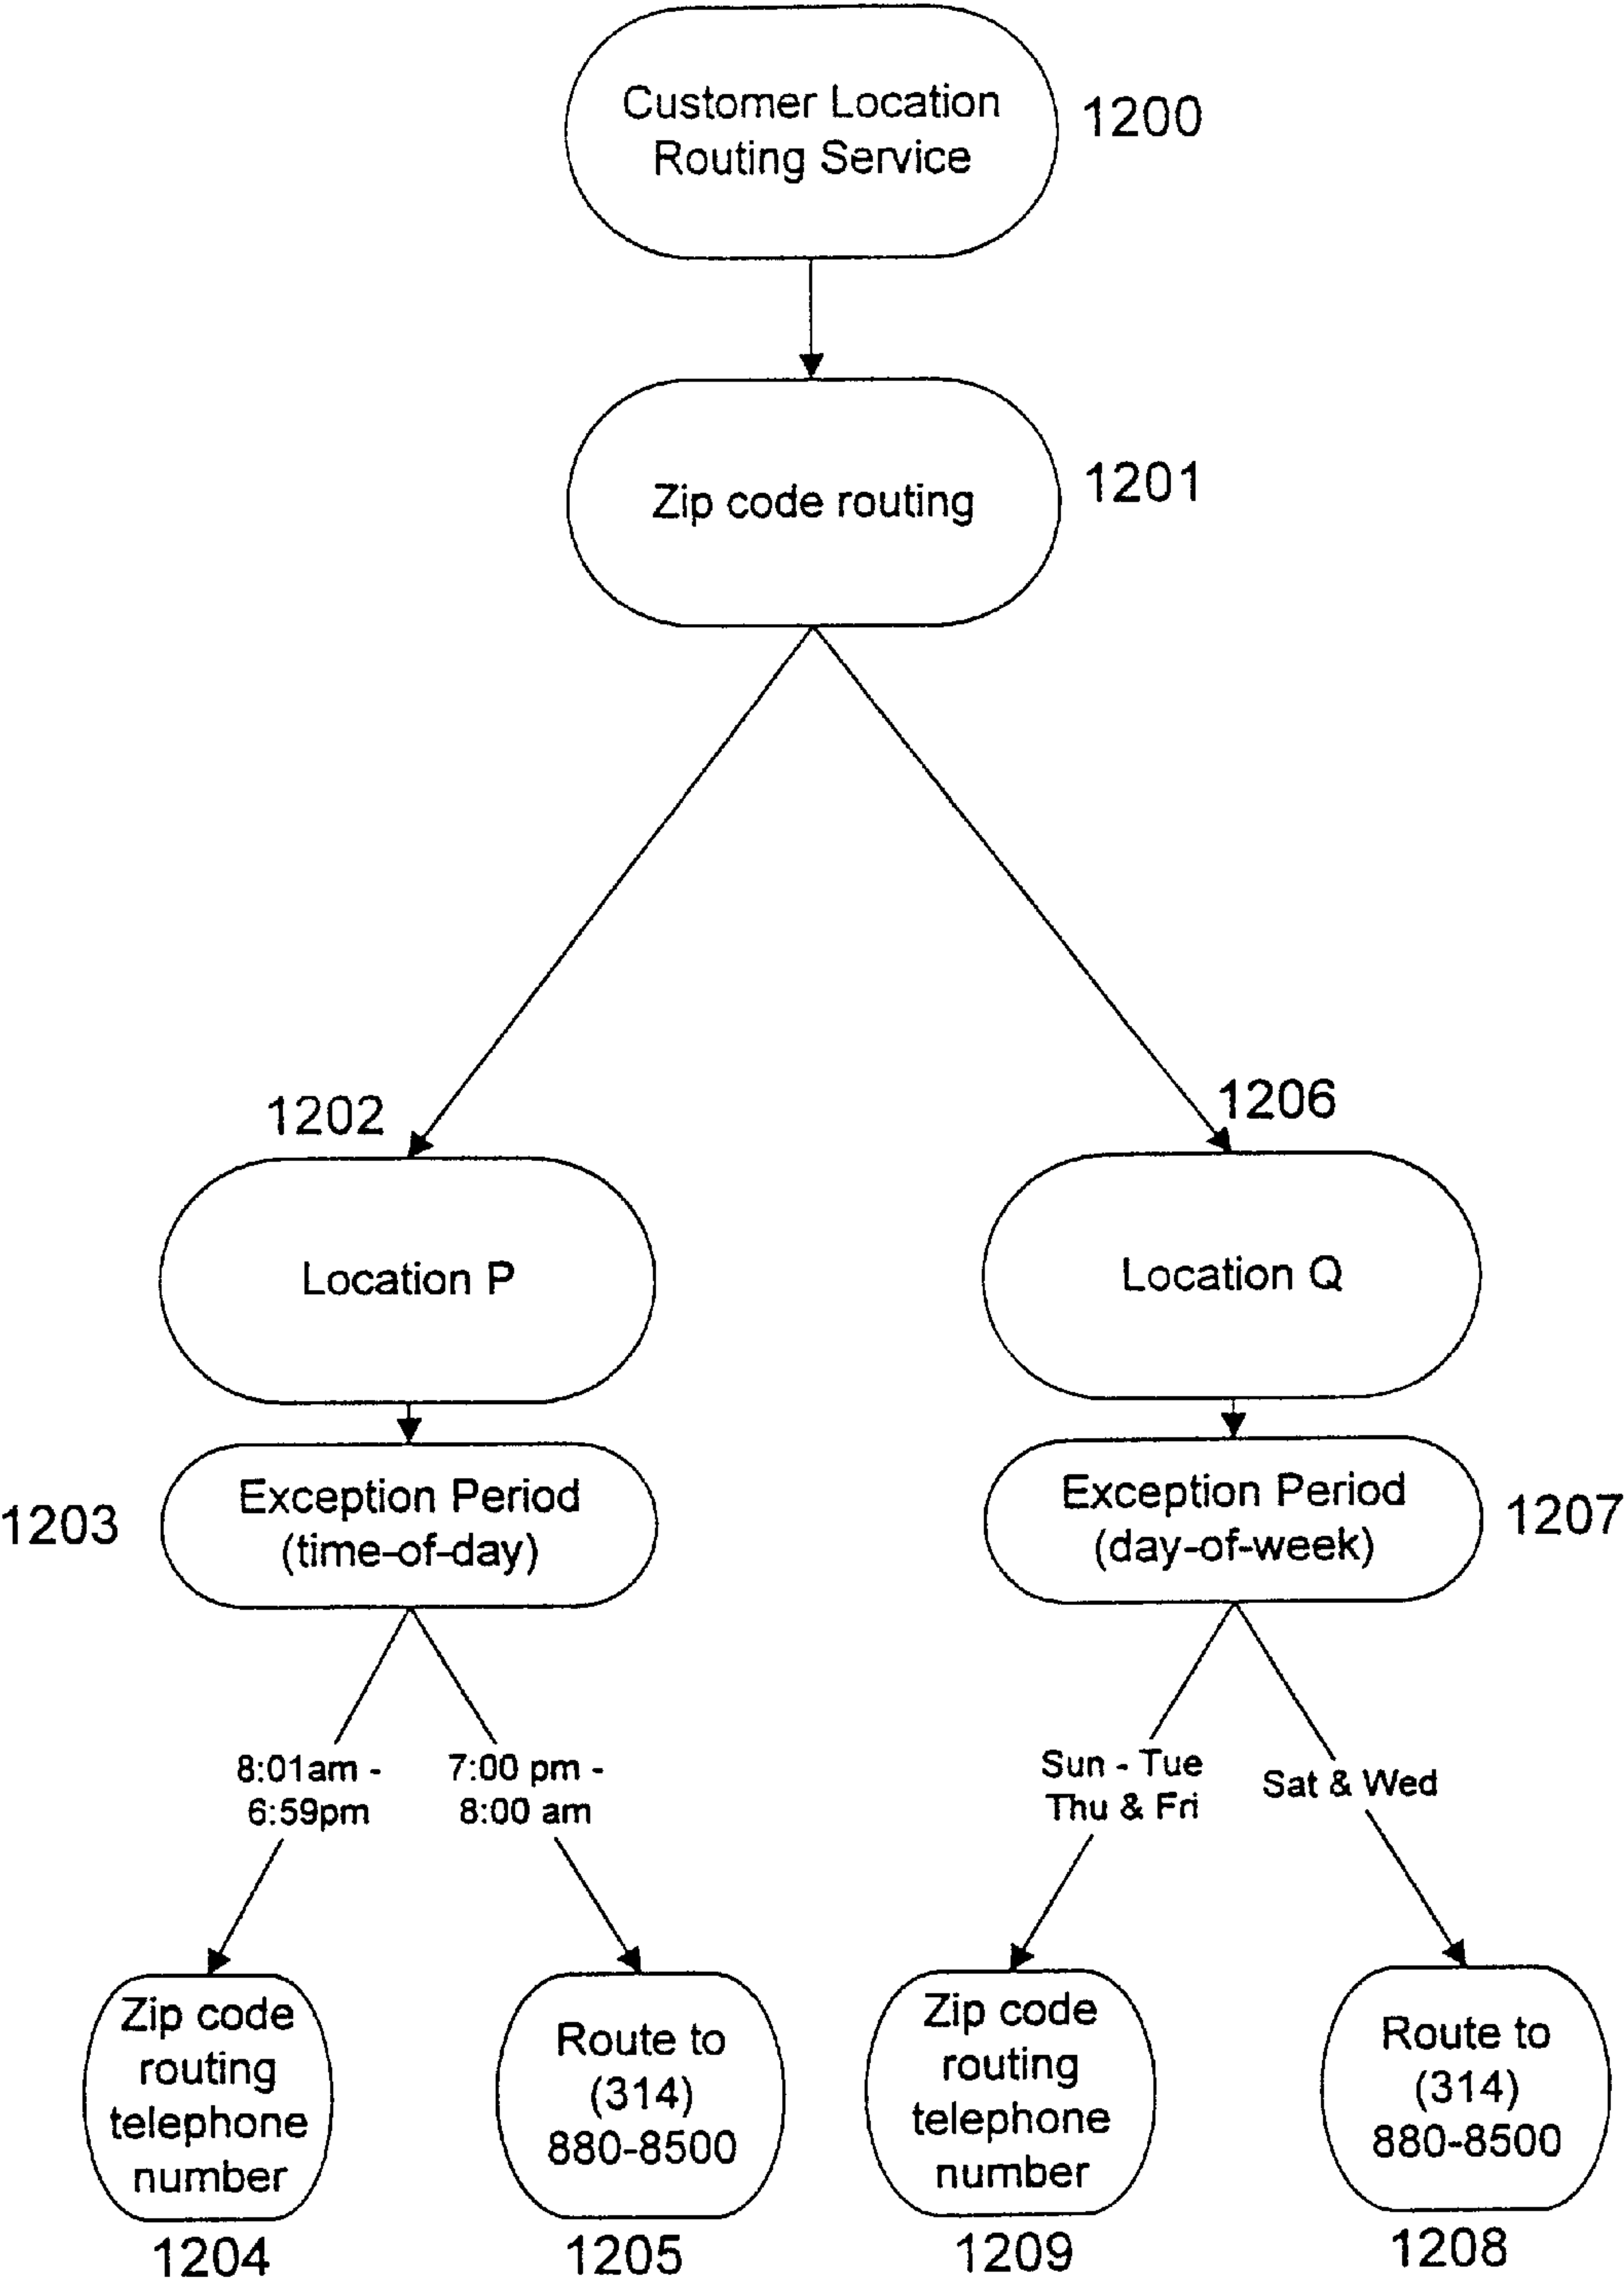 Customer Location
Routing Service
1200
Zip code routing
1201
1202
1206
Location P
Location Q
Exception Period
(time-of-day)
1203
Exception Period
(day-of-week)
1207
8:01am -
6:59pm
7:00 pm -
8:00 am
Sun - Tue
Thu & Fri
Sat & Wed
Zip code
routing
telephone
number
Route to
(314)
880-8500
Zip code
routing
telephone
number
Route to
(314)
880-8500
1204
1205
1209
1208